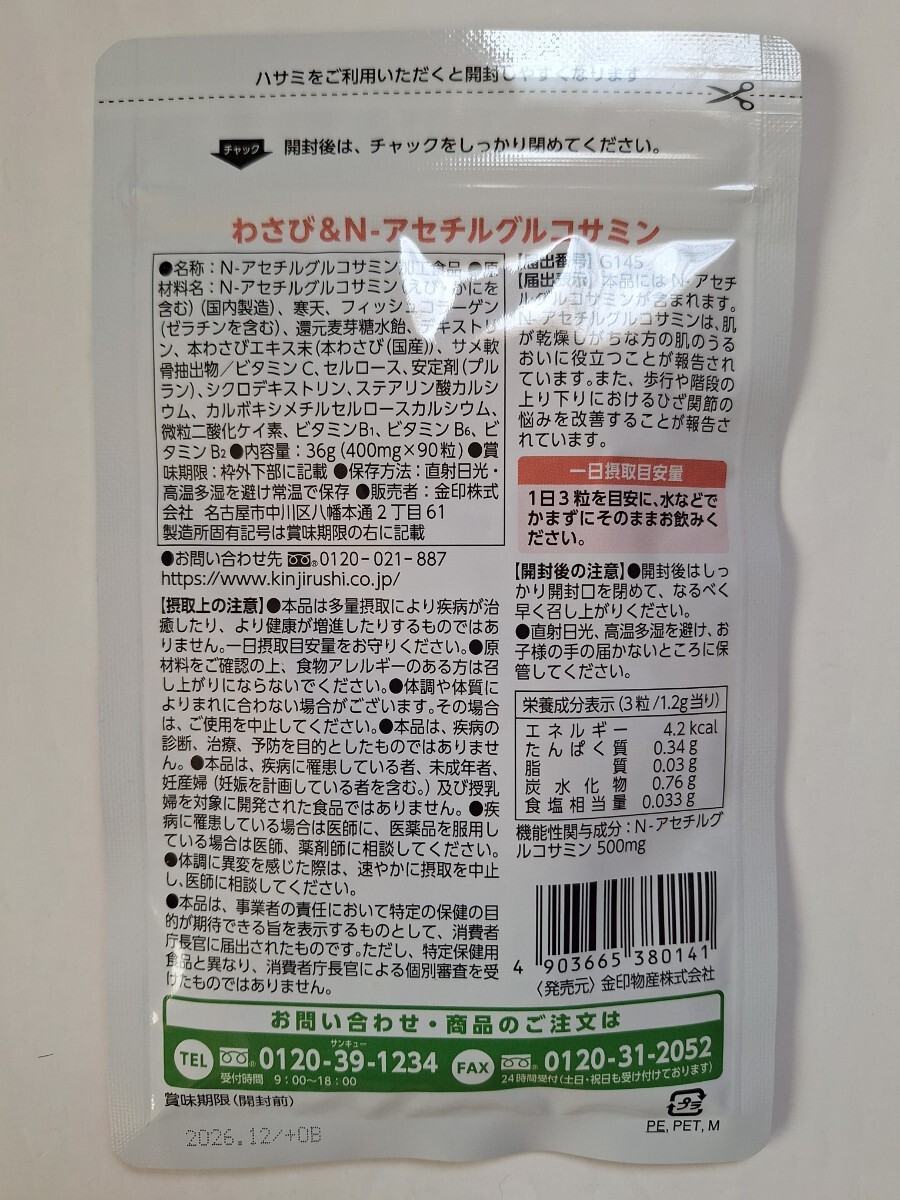 ハサミをご利用いただくと開封しやすくなります
チャック 開封後は、チャックをしっかり閉めてください。
わさび&N-アセチルグルコサミン
●名称：N-アセチルグルコサミン加工食品 ●原
材料名：N-アセチルグルコサミン(えび・かにを
含む)(国内製造)、寒天、フィッシュコラーゲン
(ゼラチンを含む)、還元麦芽糖水飴、デキストリ
ン、本わさびエキス末(本わさび(国産))、サメ軟
骨抽出物／ビタミンC、セルロース、安定剤(プル
ラン)、シクロデキストリン、ステアリン酸カルシ
ウム、カルボキシメチルセルロースカルシウム、
微粒二酸化ケイ素、ビタミンB1、ビタミンB6、ビ
タミンB2 ●内容量：36g(400mg×90粒) ●賞
味期限：枠外下部に記載 ●保存方法：直射日光・
高温多湿を避け常温で保存 ●販売者：金印株式
会社 名古屋市中川区八幡本通2丁目61
製造所固有記号は賞味期限の右に記載
●お問い合わせ先 0120-021-887
https://www.kinjirushi.co.jp/
【摂取上の注意】●本品は多量摂取により疾病が治
癒したり、より健康が増進したりするものではあ
りません。一日摂取目安量をお守りください。●原
材料をご確認の上、食物アレルギーのある方は召
し上がりにならないでください。●体調や体質に
よりまれに合わない場合がございます。その場合
は、ご使用を中止してください。●本品は、疾病の
診断、治療、予防を目的としたものではありませ
ん。●本品は、疾病に罹患している者、未成年者、
妊産婦(妊娠を計画している者を含む。)及び授乳
婦を対象に開発された食品ではありません。●疾
病に罹患している場合は医師に、医薬品を服用し
ている場合は医師、薬剤師に相談してください。
●体調に異変を感じた際は、速やかに摂取を中止
し、医師に相談してください。
●本品は、事業者の責任において特定の保健の目
的が期待できる旨を表示するものとして、消費者
庁長官に届出されたものです。ただし、特定保健用
食品と異なり、消費者庁長官による個別審査を受
けたものではありません。
【届出番号】G145
【届出表示】本品にはN-アセチ
ルグルコサミンが含まれます。
N-アセチルグルコサミンは、肌
が乾燥しがちな方の肌のうる
おいに役立つことが報告され
ています。また、歩行や階段の
上り下りにおけるひざ関節の
悩みを改善することが報告さ
れています。
一日摂取目安量
1日3粒を目安に、水などで
かまずにそのままお飲みく
ださい。
【開封後の注意】●開封後はしっ
かり開封口を閉めて、なるべく
早く召し上がりください。
●直射日光、高温多湿を避け、お
子様の手の届かないところに保
管してください。
栄養成分表示(3粒/1.2g当り)
エネルギー 4.2kcal
たんぱく質 0.34g
脂質 0.03g
炭水化物 0.76g
食塩相当量 0.033g
機能性関与成分：N-アセチルグ
ルコサミン 500mg
4 903665 380141
〈発売元〉金印物産株式会社
お問い合わせ・商品のご注文は
サンキュー
TEL 0120-39-1234 FAX 0120-31-2052
受付時間 9：00〜18：00 24時間受付(土日・祝日も受け付けております)
賞味期限(開封前)
2026.12/+0B
プラ
PE, PET, M